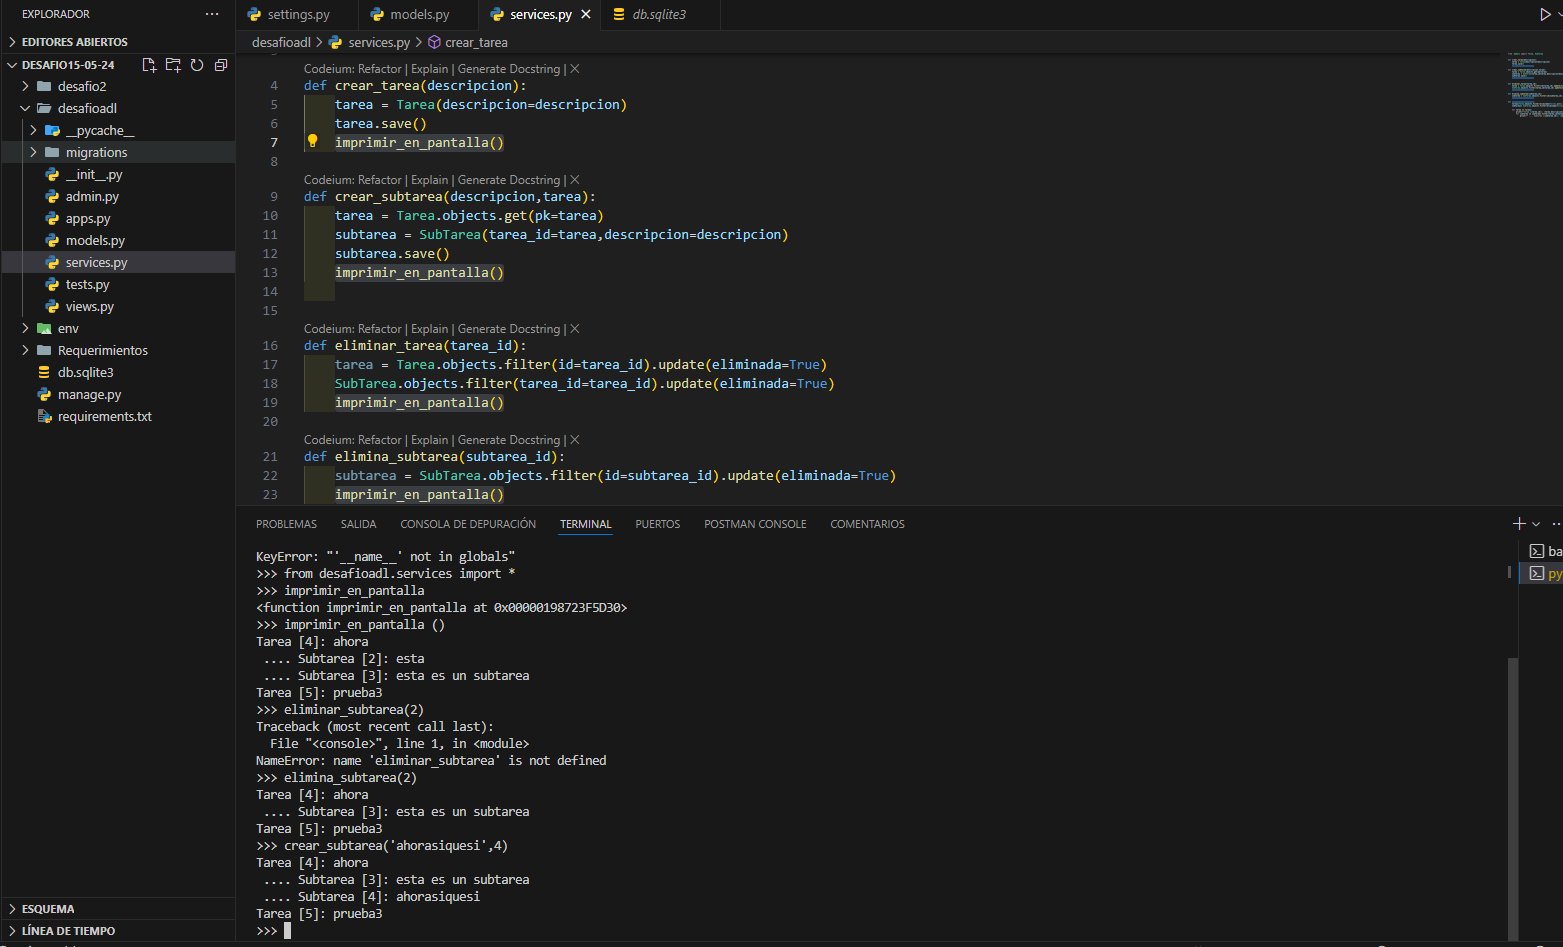 EXPLORADOR
EDITORES ABIERTOS
DESAFIO15-05-24
desafio2
desafioadl
__pycache__
migrations
__init__.py
admin.py
apps.py
models.py
services.py
tests.py
views.py
env
Requerimientos
db.sqlite3
manage.py
requirements.txt
ESQUEMA
LÍNEA DE TIEMPO
settings.py
models.py
services.py
db.sqlite3
desafioadl > services.py > crear_tarea
Codeium: Refactor | Explain | Generate Docstring | X
4 def crear_tarea(descripcion):
5 tarea = Tarea(descripcion=descripcion)
6 tarea.save()
7 imprimir_en_pantalla()
8
Codeium: Refactor | Explain | Generate Docstring | X
9 def crear_subtarea(descripcion,tarea):
10 tarea = Tarea.objects.get(pk=tarea)
11 subtarea = SubTarea(tarea_id=tarea,descripcion=descripcion)
12 subtarea.save()
13 imprimir_en_pantalla()
14
15
Codeium: Refactor | Explain | Generate Docstring | X
16 def eliminar_tarea(tarea_id):
17 tarea = Tarea.objects.filter(id=tarea_id).update(eliminada=True)
18 SubTarea.objects.filter(tarea_id=tarea_id).update(eliminada=True)
19 imprimir_en_pantalla()
20
Codeium: Refactor | Explain | Generate Docstring | X
21 def elimina_subtarea(subtarea_id):
22 subtarea = SubTarea.objects.filter(id=subtarea_id).update(eliminada=True)
23 imprimir_en_pantalla()
PROBLEMAS SALIDA CONSOLA DE DEPURACIÓN TERMINAL PUERTOS POSTMAN CONSOLE COMENTARIOS
KeyError: "'__name__' not in globals"
>>> from desafioadl.services import *
>>> imprimir_en_pantalla
<function imprimir_en_pantalla at 0x00000198723F5D30>
>>> imprimir_en_pantalla ()
Tarea [4]: ahora
.... Subtarea [2]: esta
.... Subtarea [3]: esta es un subtarea
Tarea [5]: prueba3
>>> eliminar_subtarea(2)
Traceback (most recent call last):
File "<console>", line 1, in <module>
NameError: name 'eliminar_subtarea' is not defined
>>> elimina_subtarea(2)
Tarea [4]: ahora
.... Subtarea [3]: esta es un subtarea
Tarea [5]: prueba3
>>> crear_subtarea('ahorasiquesi',4)
Tarea [4]: ahora
.... Subtarea [3]: esta es un subtarea
.... Subtarea [4]: ahorasiquesi
Tarea [5]: prueba3
>>>
ba
py